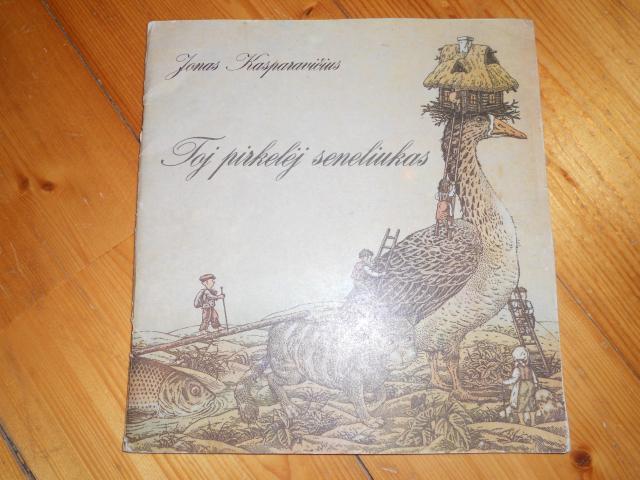 Jonas Kasparavičius
Toj pirkelėj seneliukas